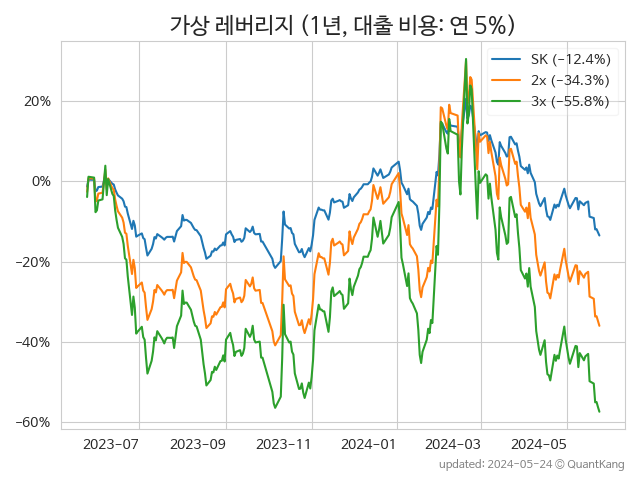 가상 레버리지 (1년, 대출 비용: 연 5%)
SK (−12.4%)
2x (−34.3%)
3x (−55.8%)
20%
0%
−20%
−40%
−60%
2023−07 2023−09 2023−11 2024−01 2024−03 2024−05
updated: 2024-05-24 © QuantKang